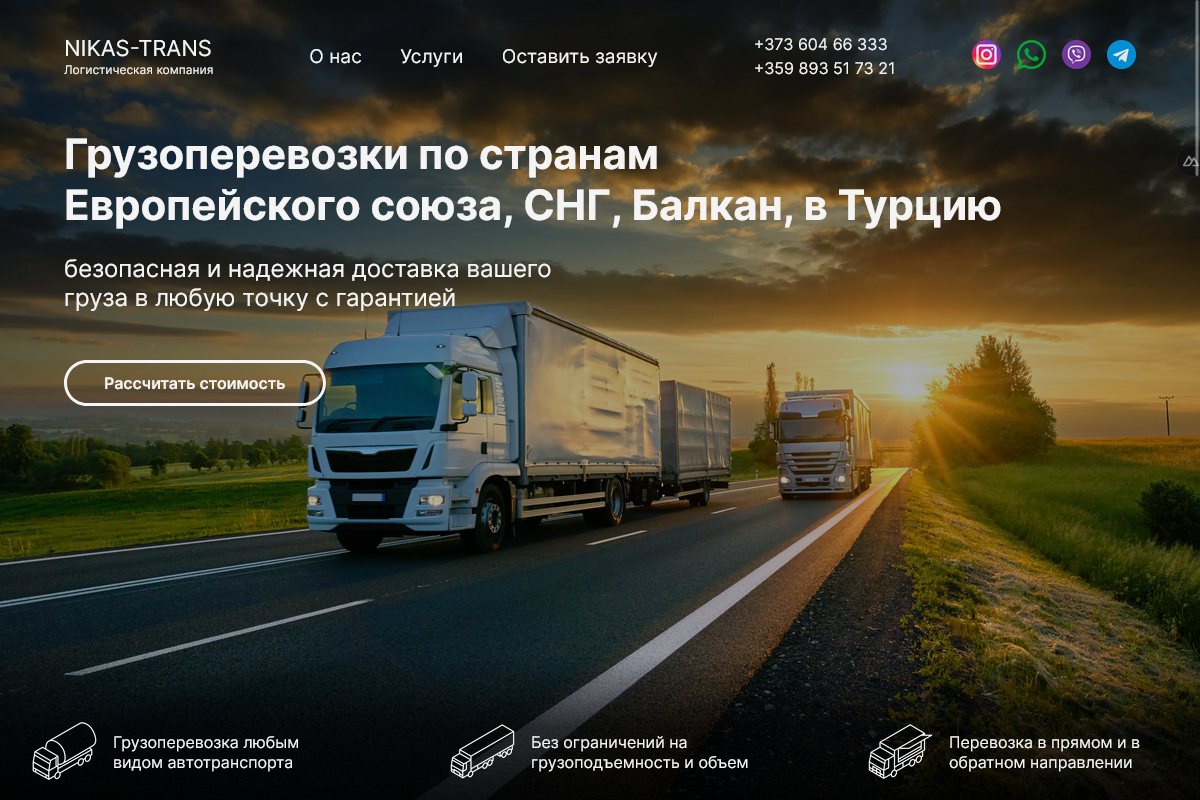 NIKAS-TRANS
Логистическая компания
О нас
Услуги
Оставить заявку
+373 604 66 333
+359 893 51 73 21
Грузоперевозки по странам
Европейского союза, СНГ, Балкан, в Турцию
безопасная и надежная доставка вашего
груза в любую точку с гарантией
Рассчитать стоимость
Грузоперевозка любым
видом автотранспорта
Без ограничений на
грузоподъемность и объем
Перевозка в прямом и в
обратном направлении